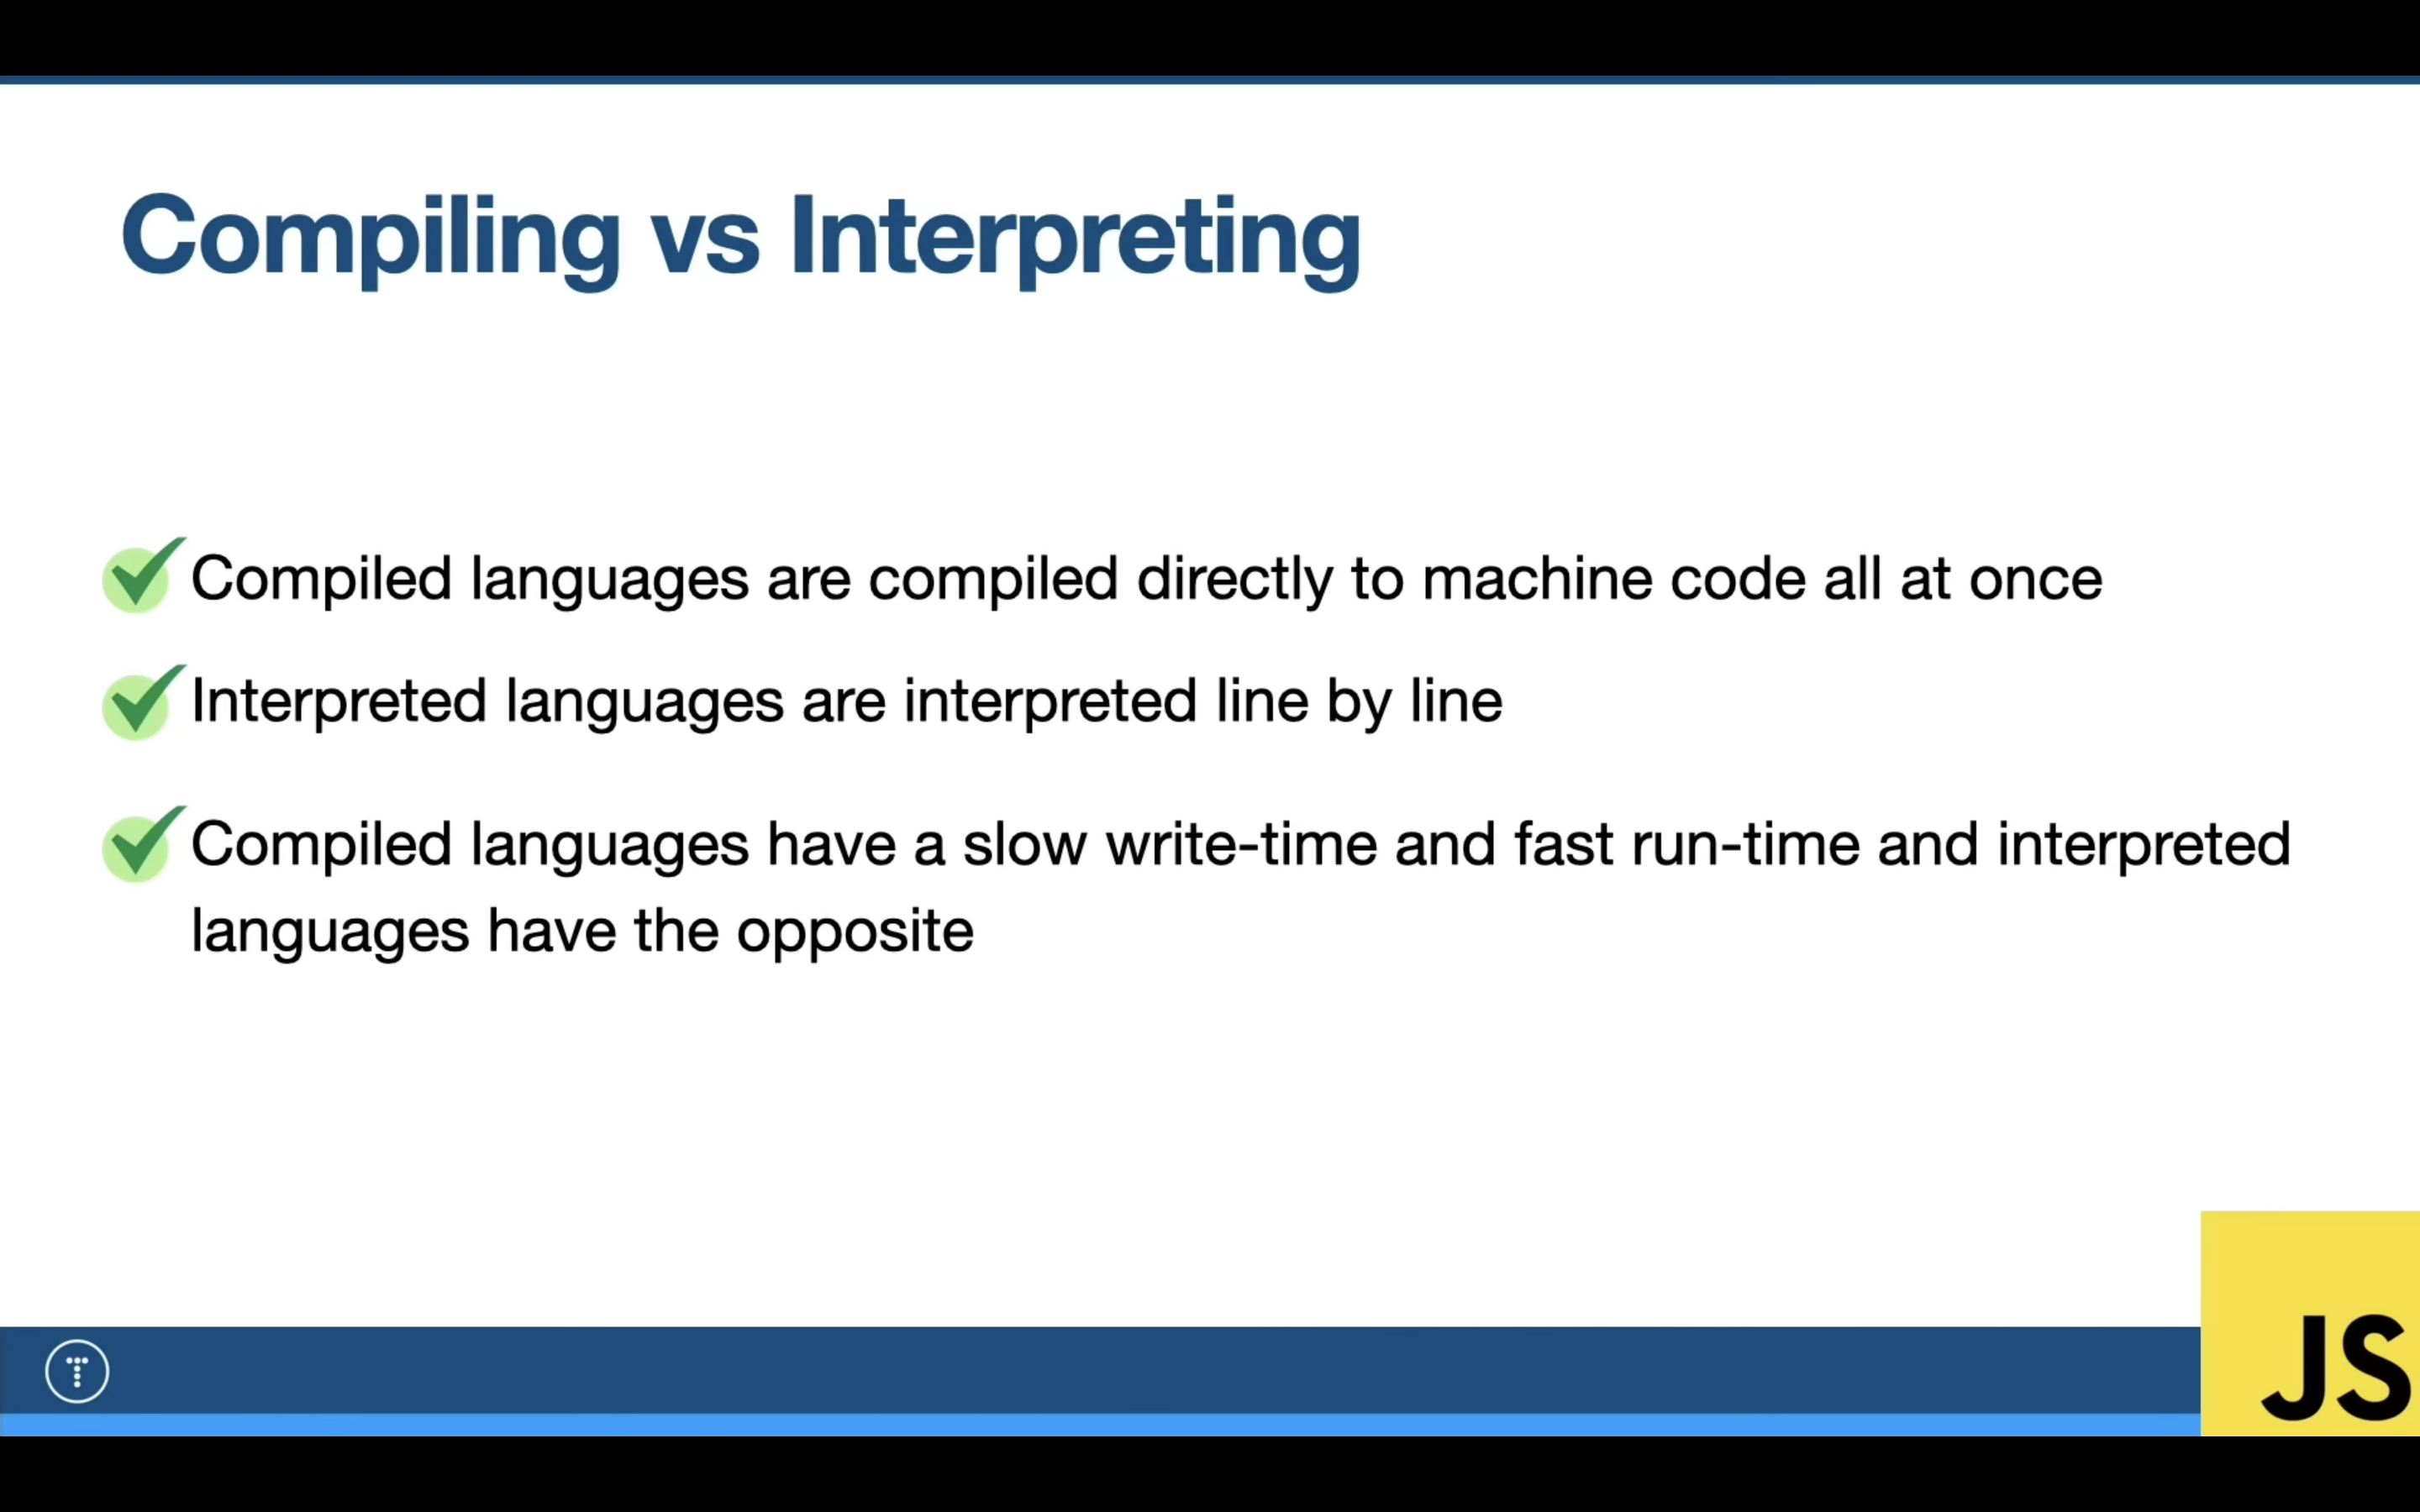 Compiling vs Interpreting
Compiled languages are compiled directly to machine code all at once
Interpreted languages are interpreted line by line
Compiled languages have a slow write-time and fast run-time and interpreted
languages have the opposite
T
JS